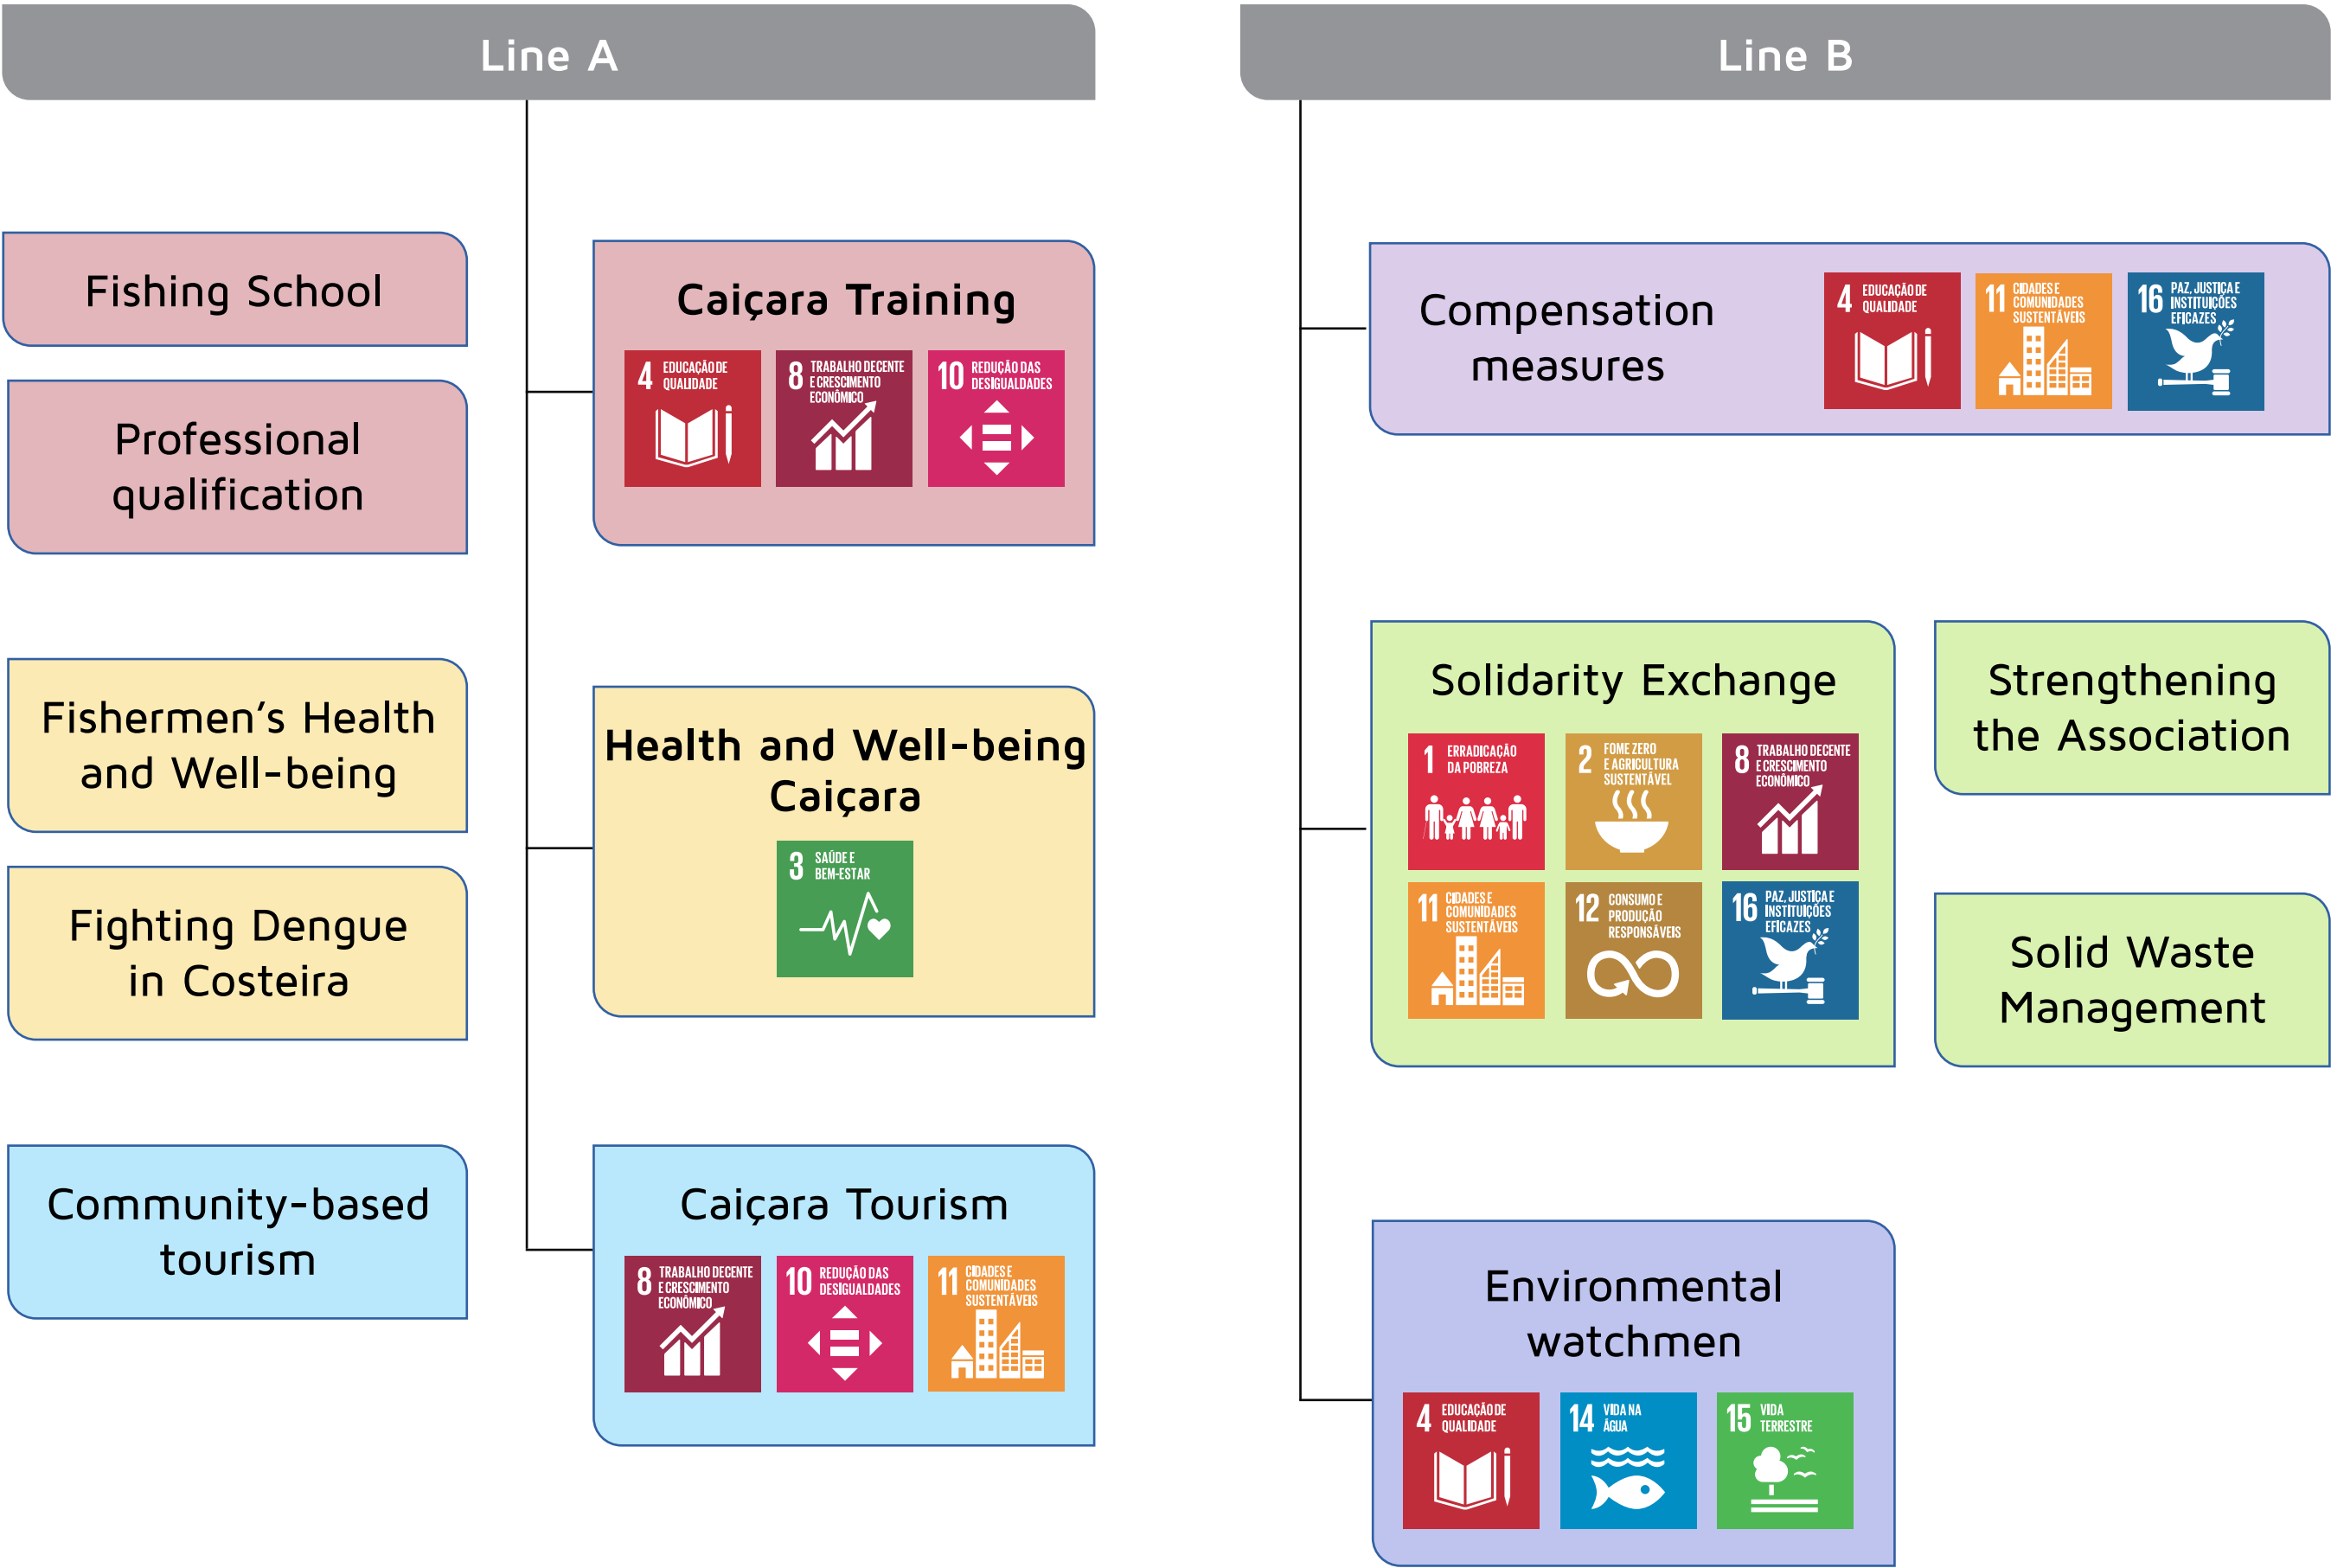 Line A
Fishing School
Professional
qualification
Caiçara Training
4 EDUCAÇÃO DE
QUALIDADE
8 TRABALHO DECENTE
E CRESCIMENTO
ECONÔMICO
10 REDUÇÃO DAS
DESIGUALDADES
Fishermen’s Health
and Well-being
Fighting Dengue
in Costeira
Health and Well-being
Caiçara
3 SAÚDE E
BEM-ESTAR
Community-based
tourism
Caiçara Tourism
8 TRABALHO DECENTE
E CRESCIMENTO
ECONÔMICO
10 REDUÇÃO DAS
DESIGUALDADES
11 CIDADES E
COMUNIDADES
SUSTENTÁVEIS
Line B
Compensation
measures
4 EDUCAÇÃO DE
QUALIDADE
11 CIDADES E
COMUNIDADES
SUSTENTÁVEIS
16 PAZ, JUSTIÇA E
INSTITUIÇÕES
EFICAZES
Solidarity Exchange
1 ERRADICAÇÃO
DA POBREZA
2 FOME ZERO
E AGRICULTURA
SUSTENTÁVEL
8 TRABALHO DECENTE
E CRESCIMENTO
ECONÔMICO
11 CIDADES E
COMUNIDADES
SUSTENTÁVEIS
12 CONSUMO E
PRODUÇÃO
RESPONSÁVEIS
16 PAZ, JUSTIÇA E
INSTITUIÇÕES
EFICAZES
Strengthening
the Association
Solid Waste
Management
Environmental
watchmen
4 EDUCAÇÃO DE
QUALIDADE
14 VIDA NA
ÁGUA
15 VIDA
TERRESTRE